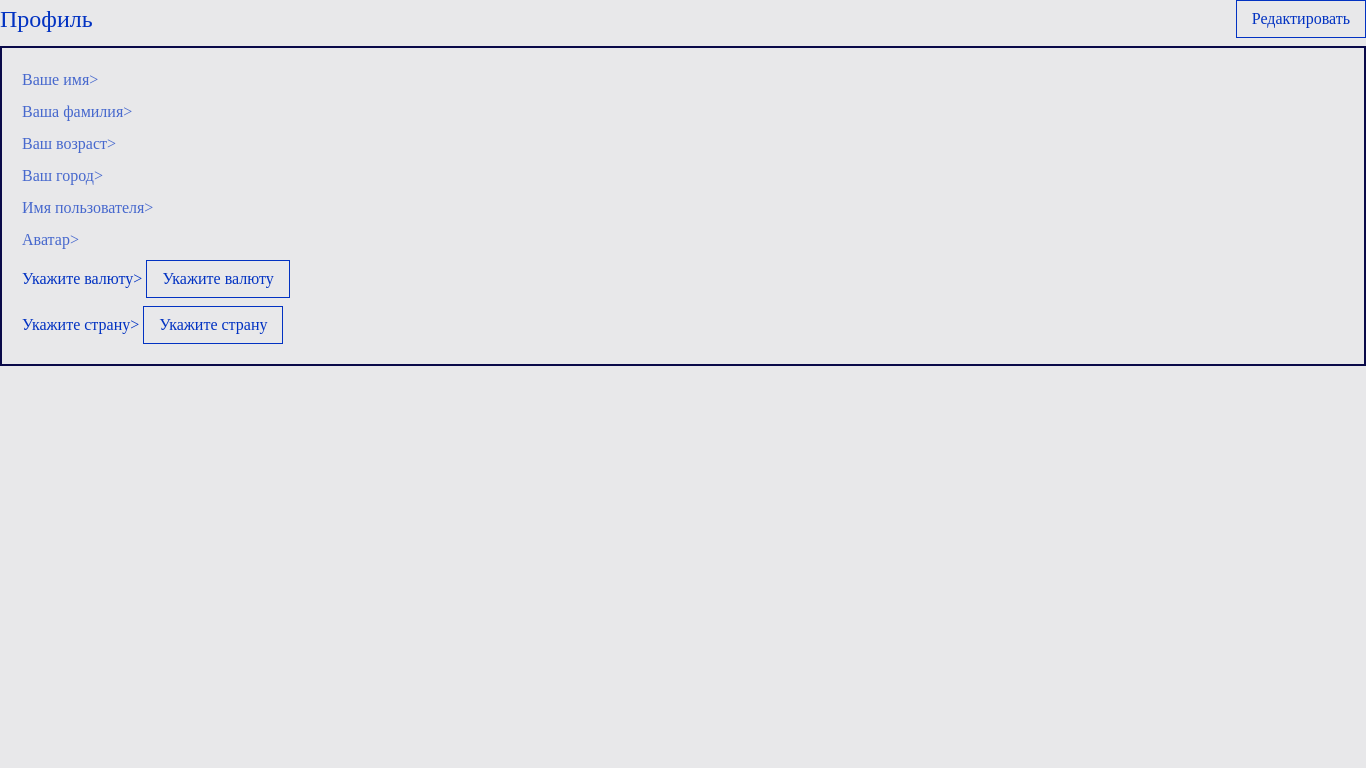 Профиль
Редактировать
Ваше имя>
Ваша фамилия>
Ваш возраст>
Ваш город>
Имя пользователя>
Аватар>
Укажите валюту> Укажите валюту
Укажите страну> Укажите страну